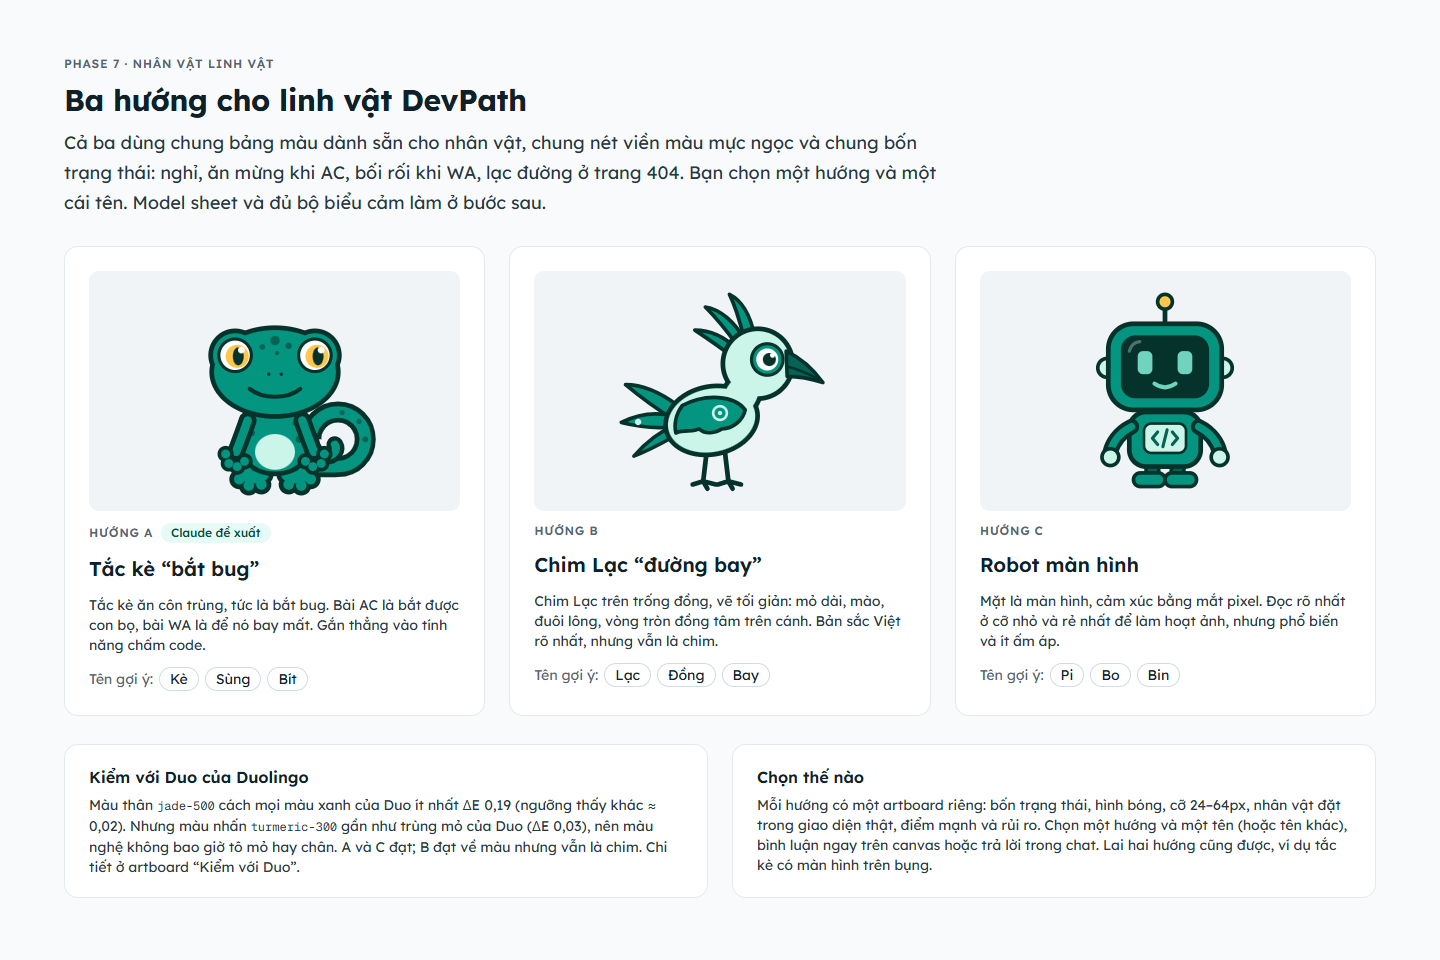 PHASE 7 · NHÂN VẬT LINH VẬT
Ba hướng cho linh vật DevPath
Cả ba dùng chung bảng màu dành sẵn cho nhân vật, chung nét viền màu mực ngọc và chung bốn
trạng thái: nghỉ, ăn mừng khi AC, bối rối khi WA, lạc đường ở trang 404. Bạn chọn một hướng và một
cái tên. Model sheet và đủ bộ biểu cảm làm ở bước sau.
HƯỚNG A Claude đề xuất
Tắc kè “bắt bug”
Tắc kè ăn côn trùng, tức là bắt bug. Bài AC là bắt được
con bọ, bài WA là để nó bay mất. Gắn thẳng vào tính
năng chấm code.
Tên gợi ý: Kè Sùng Bít
</> 
HƯỚNG B
Chim Lạc “đường bay”
Chim Lạc trên trống đồng, vẽ tối giản: mỏ dài, mào,
đuôi lông, vòng tròn đồng tâm trên cánh. Bản sắc Việt
rõ nhất, nhưng vẫn là chim.
Tên gợi ý: Lạc Đồng Bay
HƯỚNG C
Robot màn hình
Mặt là màn hình, cảm xúc bằng mắt pixel. Đọc rõ nhất
ở cỡ nhỏ và rẻ nhất để làm hoạt ảnh, nhưng phổ biến
và ít ấm áp.
Tên gợi ý: Pi Bo Bin
Kiểm với Duo của Duolingo
Màu thân jade-500 cách mọi màu xanh của Duo ít nhất ΔE 0,19 (ngưỡng thấy khác ≈
0,02). Nhưng màu nhấn turmeric-300 gần như trùng mỏ của Duo (ΔE 0,03), nên màu
nghệ không bao giờ tô mỏ hay chân. A và C đạt; B đạt về màu nhưng vẫn là chim. Chi
tiết ở artboard “Kiểm với Duo”.
Chọn thế nào
Mỗi hướng có một artboard riêng: bốn trạng thái, hình bóng, cỡ 24–64px, nhân vật đặt
trong giao diện thật, điểm mạnh và rủi ro. Chọn một hướng và một tên (hoặc tên khác),
bình luận ngay trên canvas hoặc trả lời trong chat. Lai hai hướng cũng được, ví dụ tắc
kè có màn hình trên bụng.